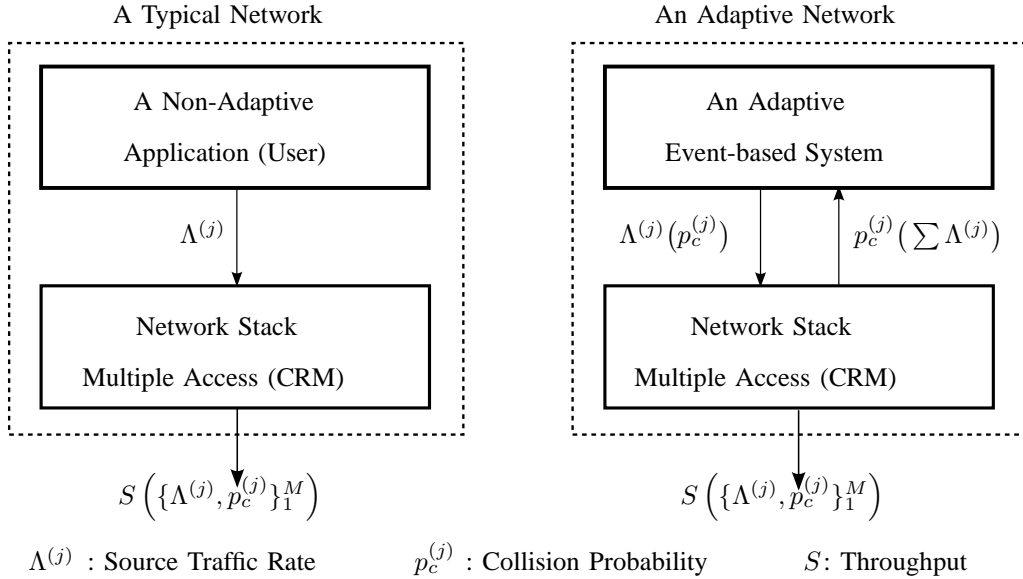 A Typical Network
An Adaptive Network
A Non-Adaptive
Application (User)
An Adaptive
Event-based System
Λ^{(j)}
Λ^{(j)}(p_c^{(j)})
p_c^{(j)}(∑ Λ^{(j)})
Network Stack
Multiple Access (CRM)
Network Stack
Multiple Access (CRM)
S({Λ^{(j)}, p_c^{(j)}}_1^M)
S({Λ^{(j)}, p_c^{(j)}}_1^M)
Λ^{(j)} : Source Traffic Rate
p_c^{(j)} : Collision Probability
S: Throughput